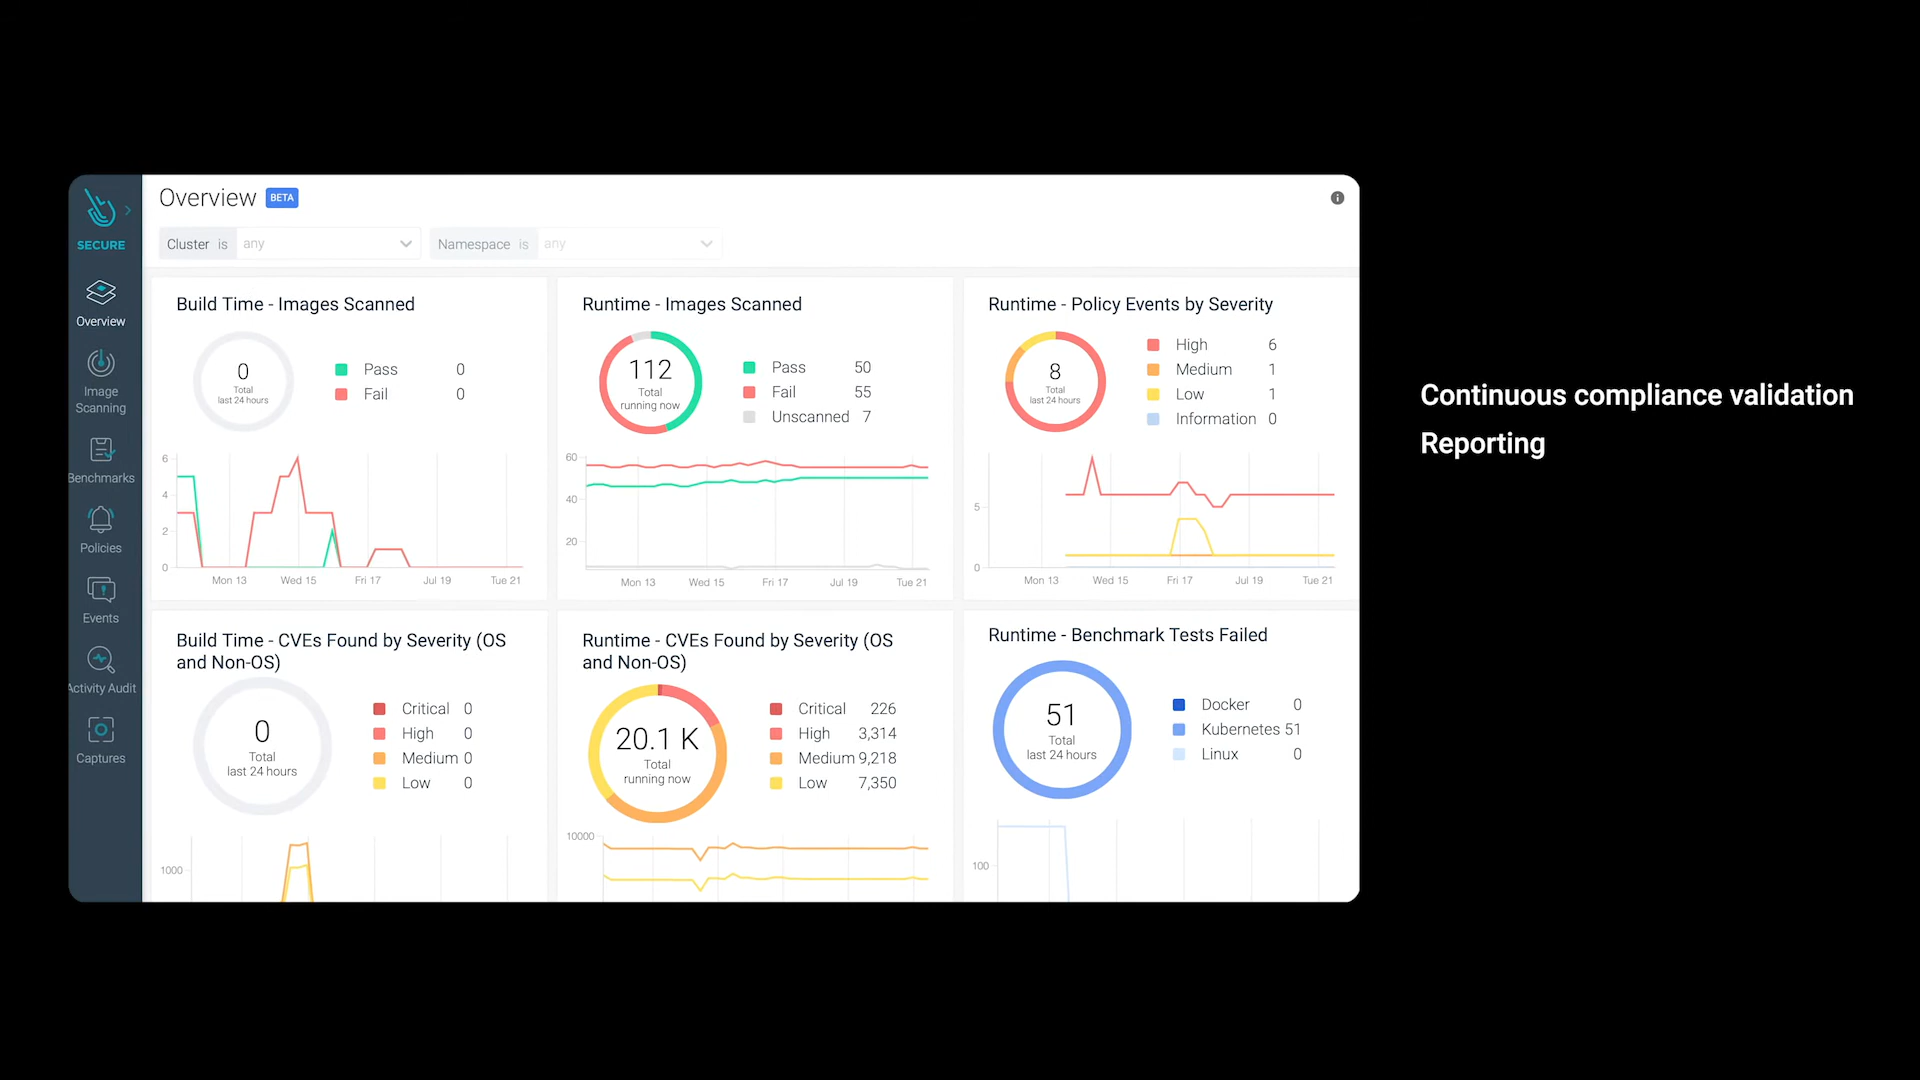 SECURE
Overview
Image
Scanning
Benchmarks
Policies
Events
Activity Audit
Captures
Overview BETA
Cluster is any
Namespace is any
Build Time - Images Scanned
0
Total
last 24 hours
Pass 0
Fail 0
6
4
2
0
Mon 13 Wed 15 Fri 17 Jul 19 Tue 21
Runtime - Images Scanned
112
Total
running now
Pass 50
Fail 55
Unscanned 7
60
40
20
Mon 13 Wed 15 Fri 17 Jul 19 Tue 21
Runtime - Policy Events by Severity
8
Total
last 24 hours
High 6
Medium 1
Low 1
Information 0
5
0
Mon 13 Wed 15 Fri 17 Jul 19 Tue 21
Build Time - CVEs Found by Severity (OS
and Non-OS)
0
Total
last 24 hours
Critical 0
High 0
Medium 0
Low 0
1000
Runtime - CVEs Found by Severity (OS
and Non-OS)
20.1 K
Total
running now
Critical 226
High 3,314
Medium 9,218
Low 7,350
10000
Runtime - Benchmark Tests Failed
51
Total
last 24 hours
Docker 0
Kubernetes 51
Linux 0
100
Continuous compliance validation
Reporting